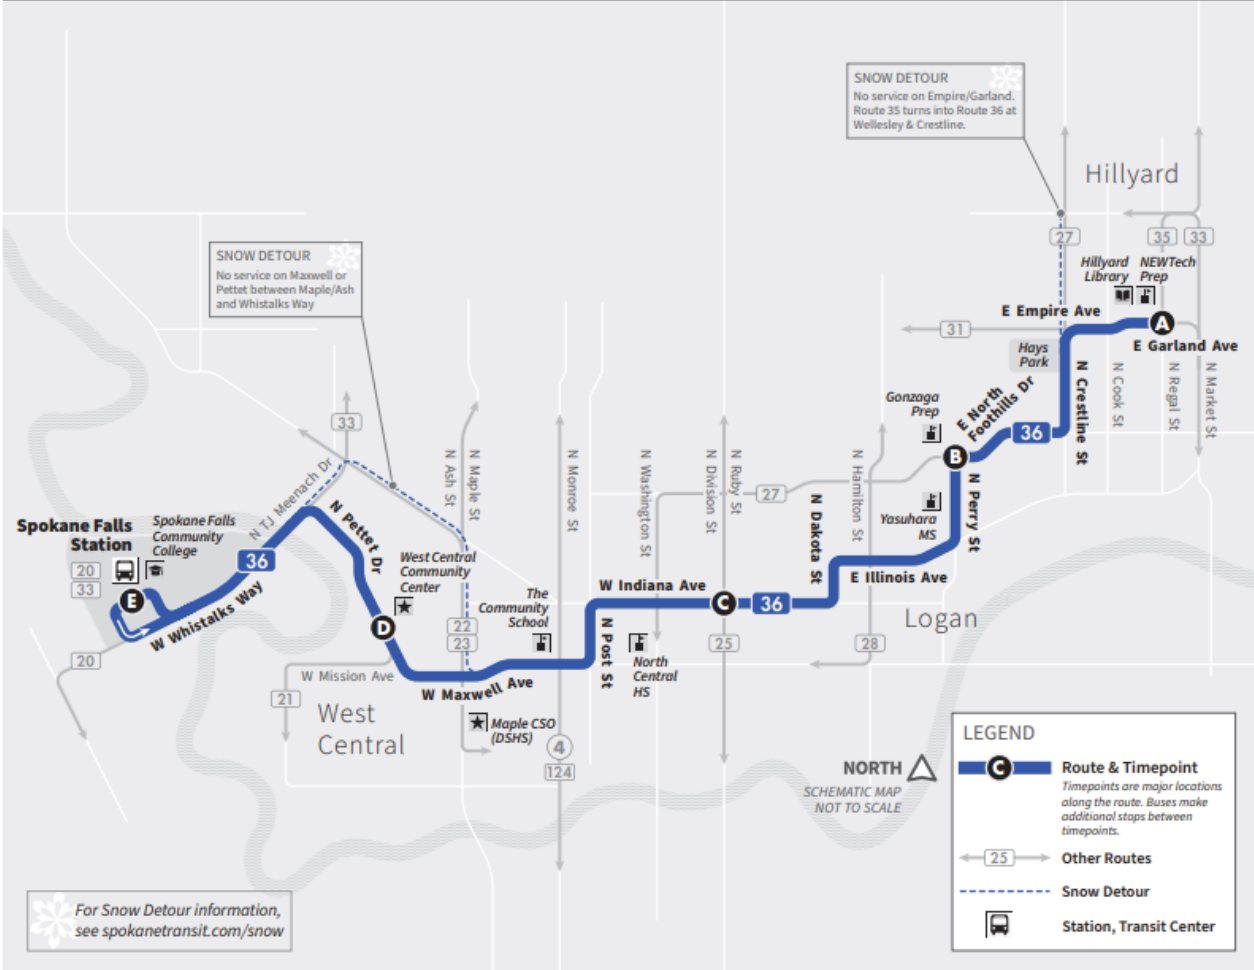 SNOW DETOUR
No service on Empire/Garland.
Route 35 turns into Route 36 at
Wellesley & Crestline.
Hillyard
27
35
33
Hillyard
Library
NEWTech
Prep
SNOW DETOUR
No service on Maxwell or
Pettet between Maple/Ash
and Whistalks Way
E Empire Ave
A
31
E Garland Ave
Hays
Park
N Crestline St
N Cook St
N Regal St
N Market St
Gonzaga
Prep
E North
Foothills Dr
36
B
33
N TJ Meenach Dr
N Ash St
N Maple St
N Monroe St
N Washington St
N Division St
N Ruby St
27
N Dakota St
N Hamilton St
N Perry St
Yasuhara
MS
Spokane Falls
Station
20
33
Spokane Falls
Community
College
36
N Pettet Dr
West Central
Community
Center
E
W Whistalks Way
D
The
Community
School
W Indiana Ave
C
36
E Illinois Ave
Logan
22
23
N Post St
North
Central
HS
25
28
20
W Mission Ave
W Maxwell Ave
21
West
Central
Maple CSO
(DSHS)
4
124
NORTH
SCHEMATIC MAP
NOT TO SCALE
LEGEND
C
Route & Timepoint
Timepoints are major locations
along the route. Buses make
additional stops between
timepoints.
25
Other Routes
Snow Detour
Station, Transit Center
For Snow Detour information,
see spokanetransit.com/snow